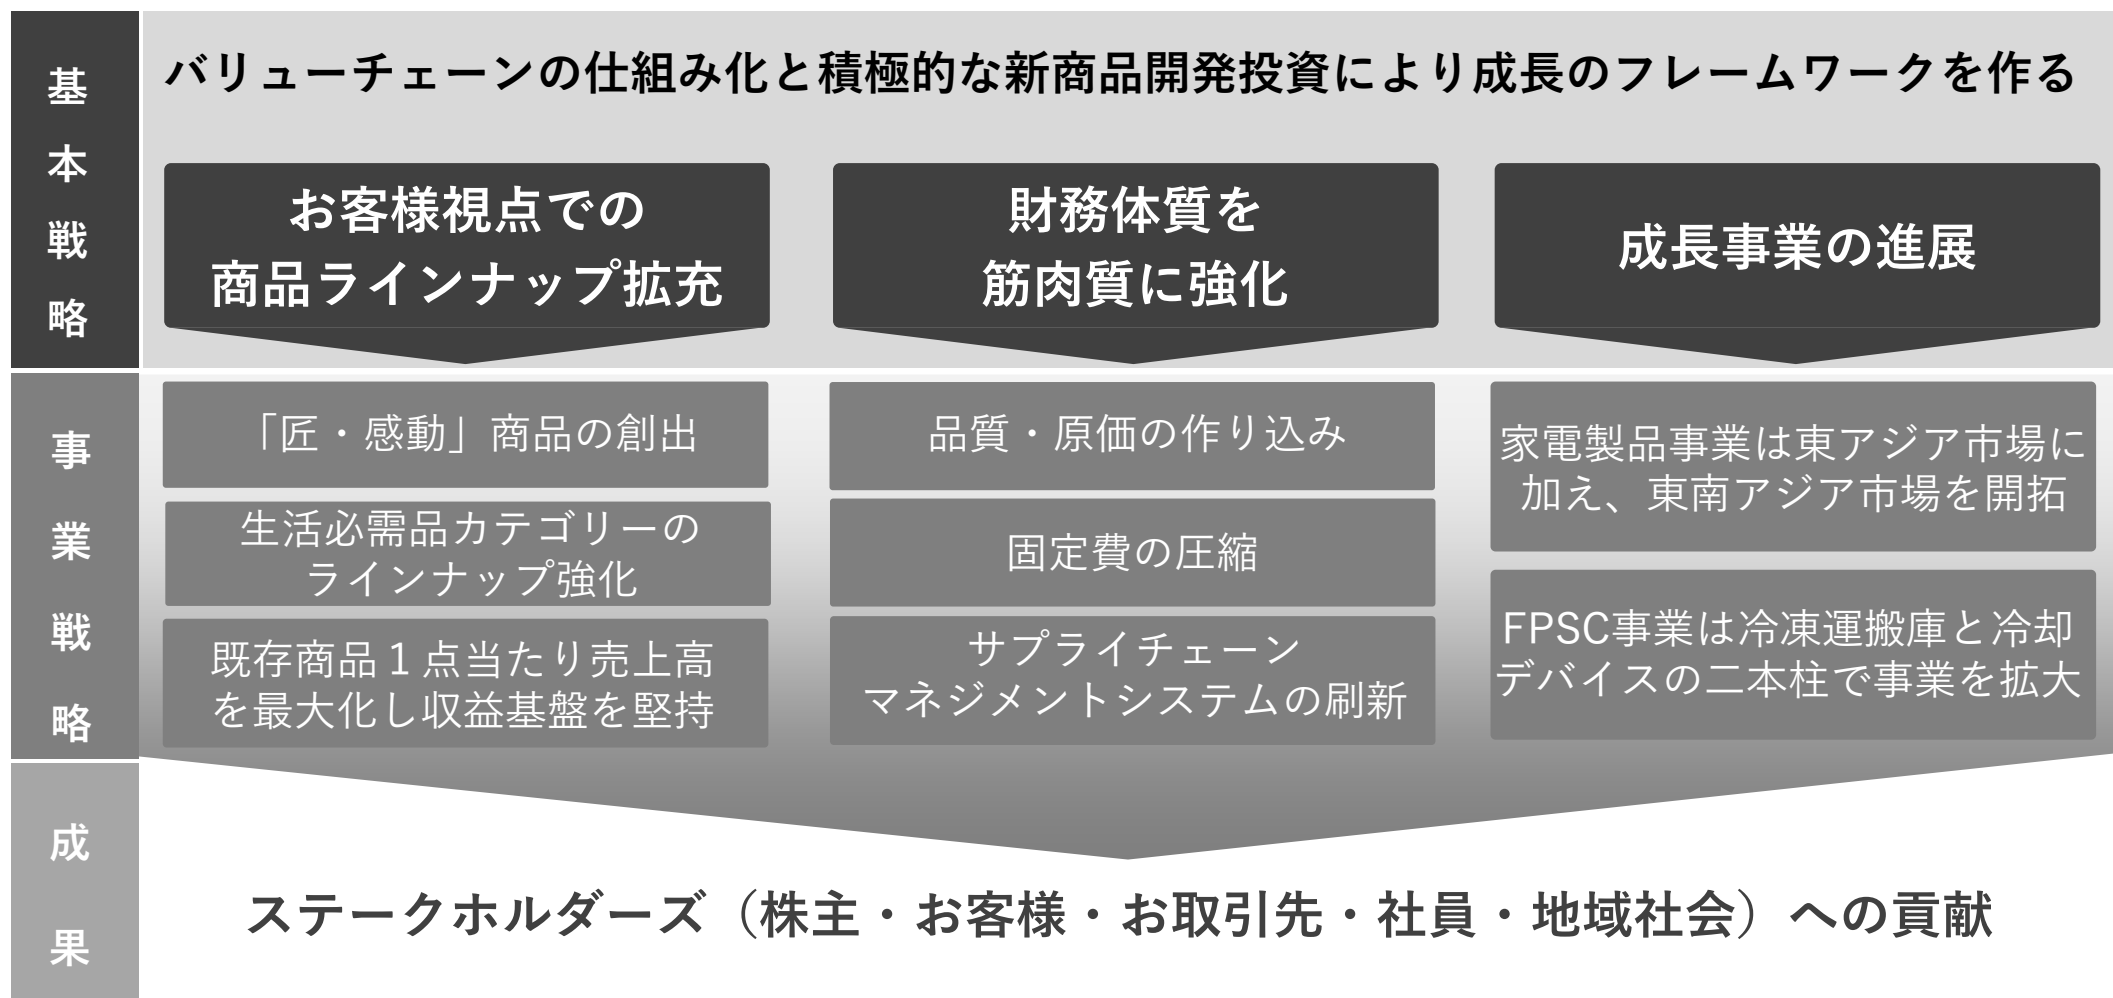 基本戦略
バリューチェーンの仕組み化と積極的な新商品開発投資により成長のフレームワークを作る
お客様視点での
商品ラインナップ拡充
財務体質を
筋肉質に強化
成長事業の進展
事業戦略
「匠・感動」商品の創出
生活必需品カテゴリーの
ラインナップ強化
既存商品１点当たり売上高
を最大化し収益基盤を堅持
品質・原価の作り込み
固定費の圧縮
サプライチェーン
マネジメントシステムの刷新
家電製品事業は東アジア市場に
加え、東南アジア市場を開拓
FPSC事業は冷凍運搬庫と冷却
デバイスの二本柱で事業を拡大
成果
ステークホルダーズ（株主・お客様・お取引先・社員・地域社会）への貢献